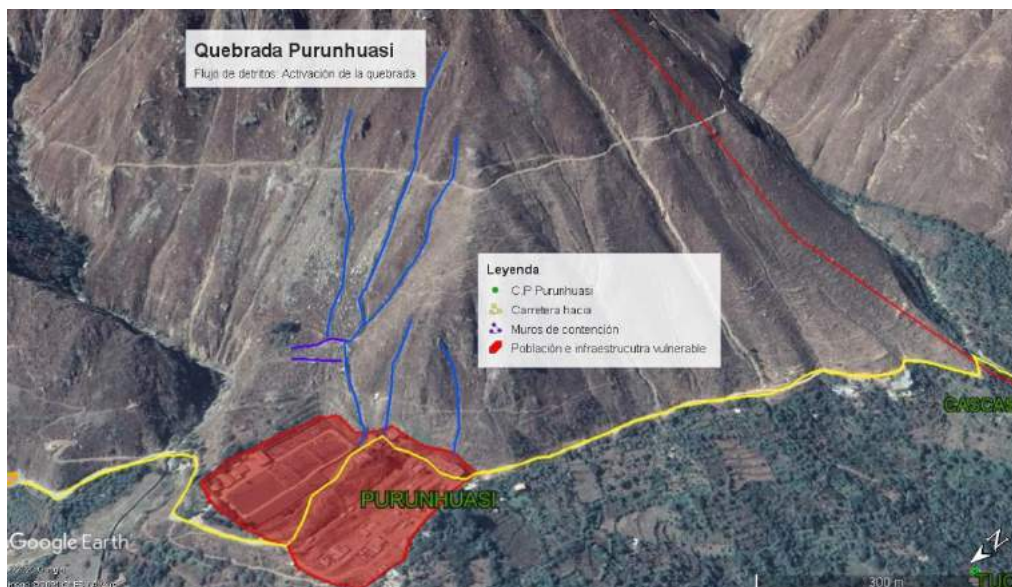 Quebrada Purunhuasi
Flujo de detritos: Activación de la quebrada
Leyenda
C.P Purunhuasi
Carretera hacia
Muros de contención
Población e infraestrucutra vulnerable
CASCAS
PURUNHUASI
Google Earth
N
300 m